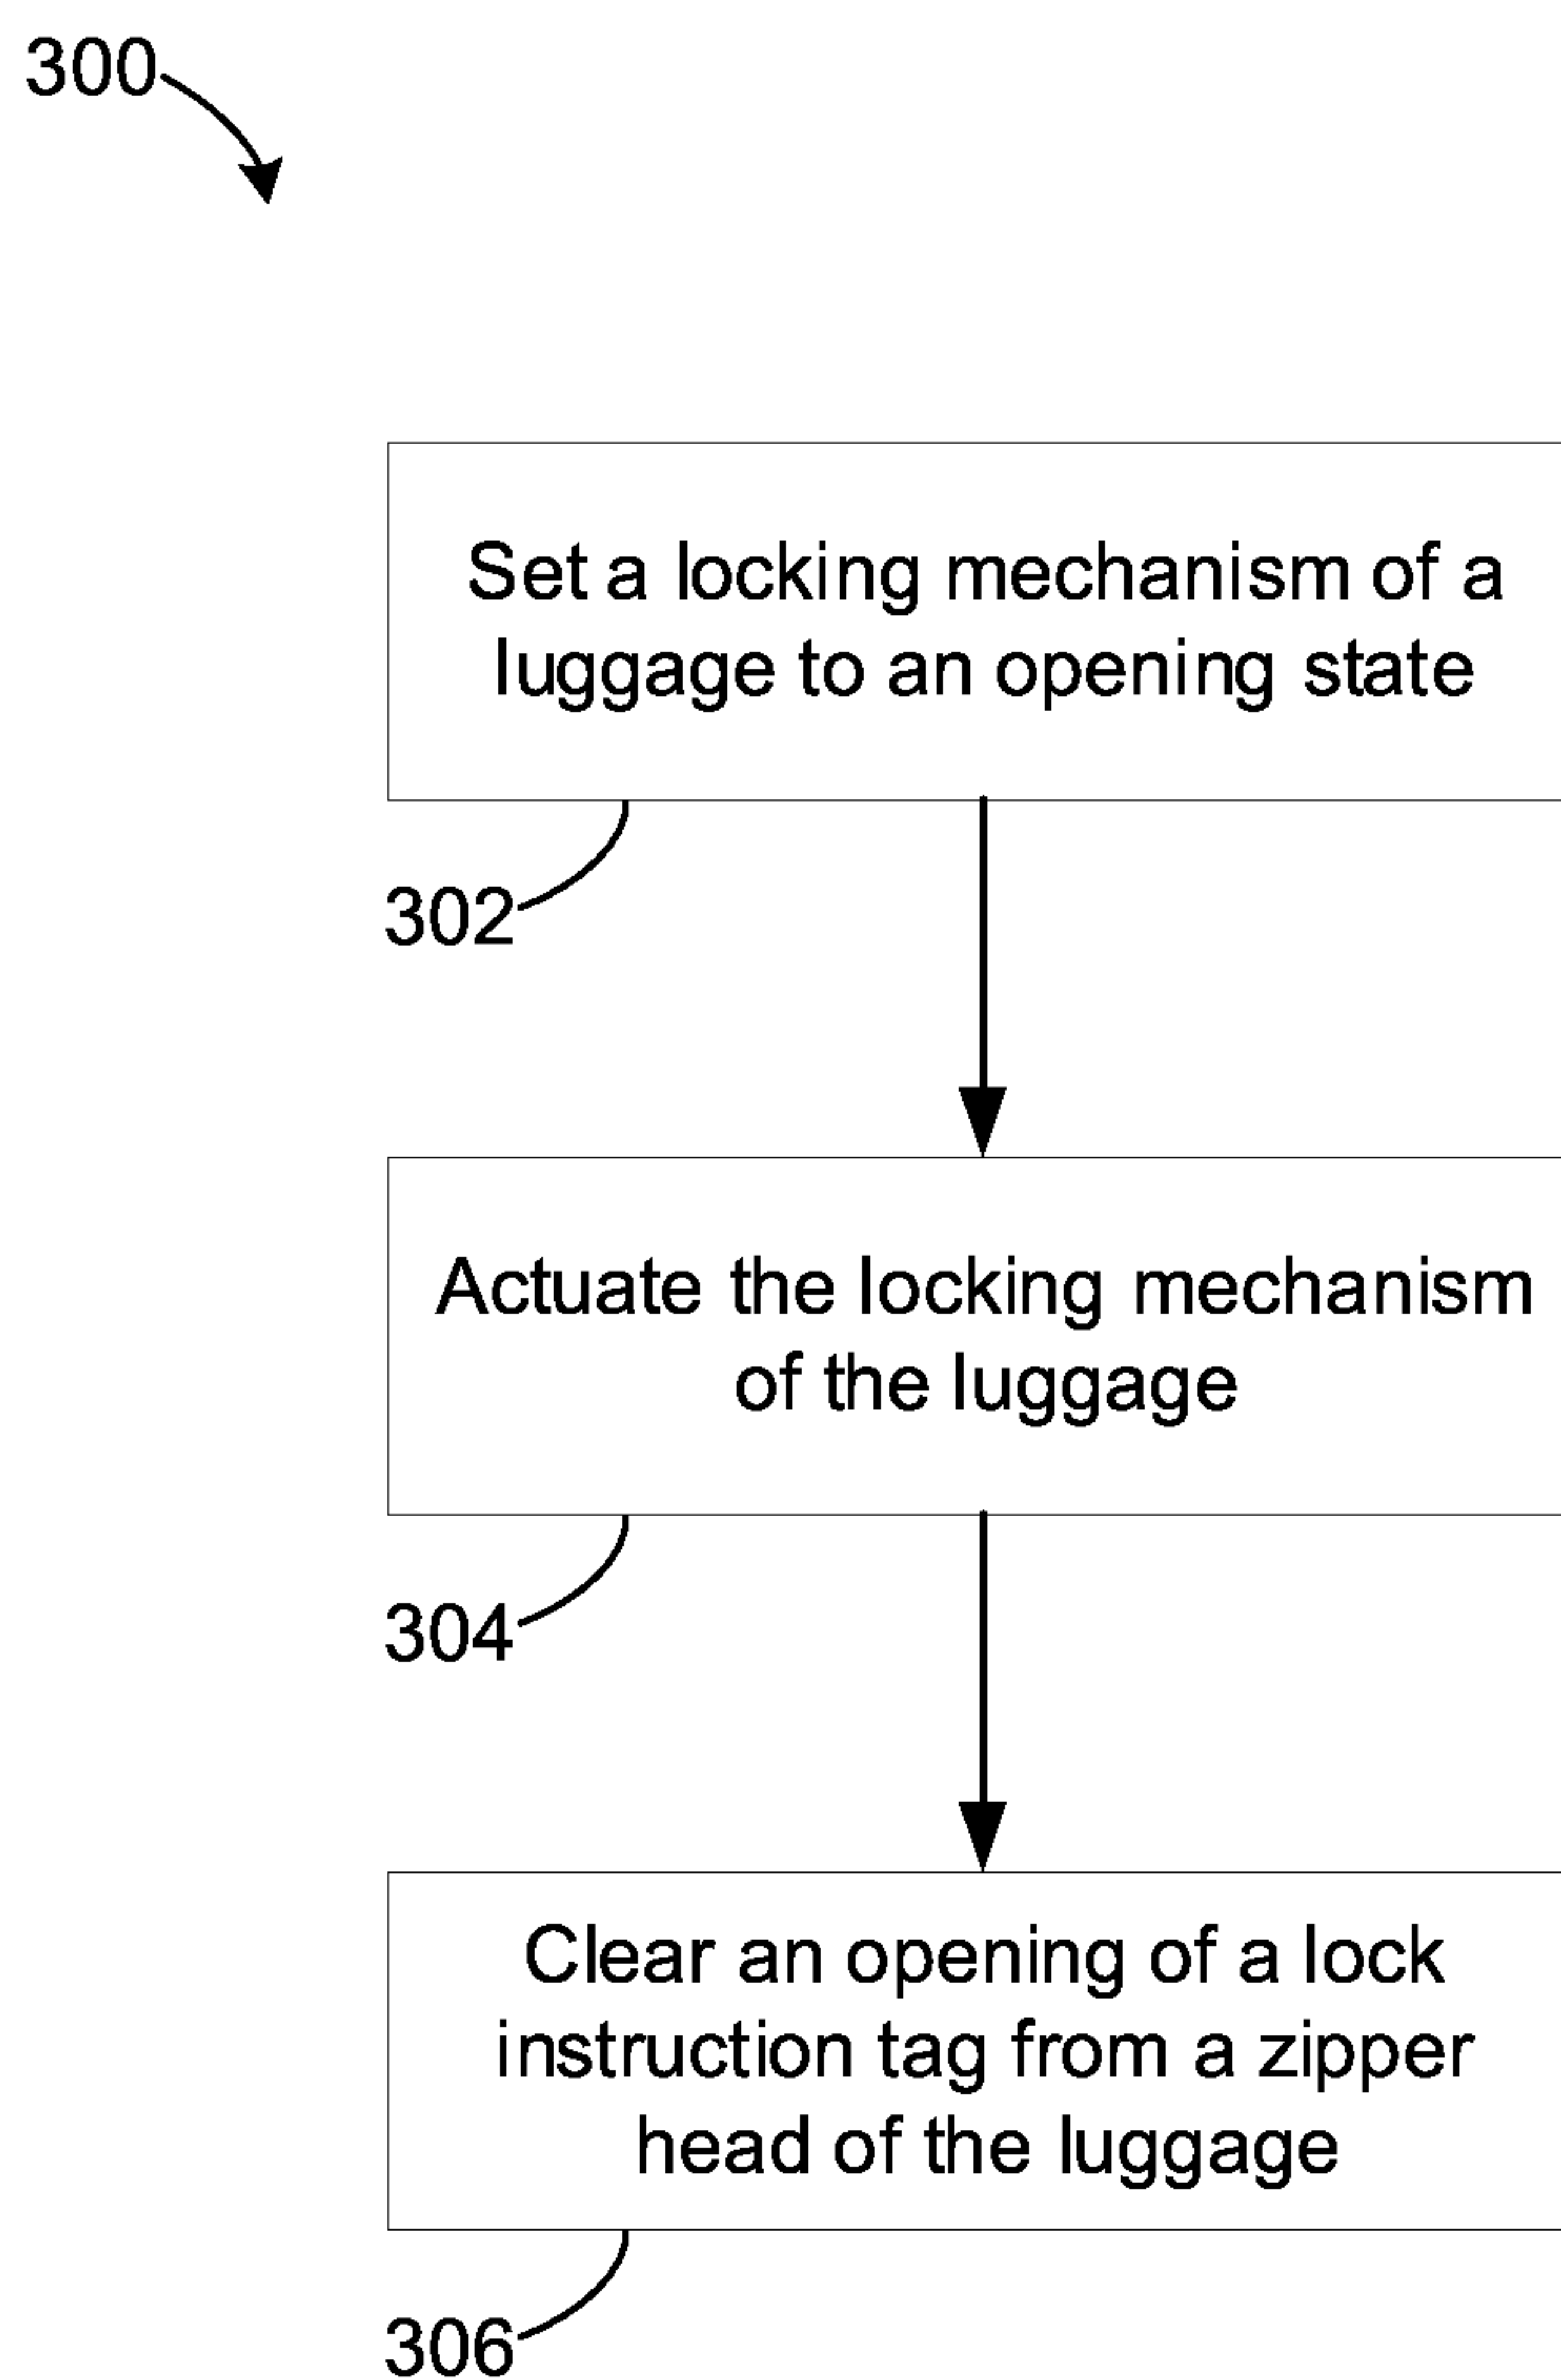 300
Set a locking mechanism of a
luggage to an opening state
302
Actuate the locking mechanism
of the luggage
304
Clear an opening of a lock
instruction tag from a zipper
head of the luggage
306